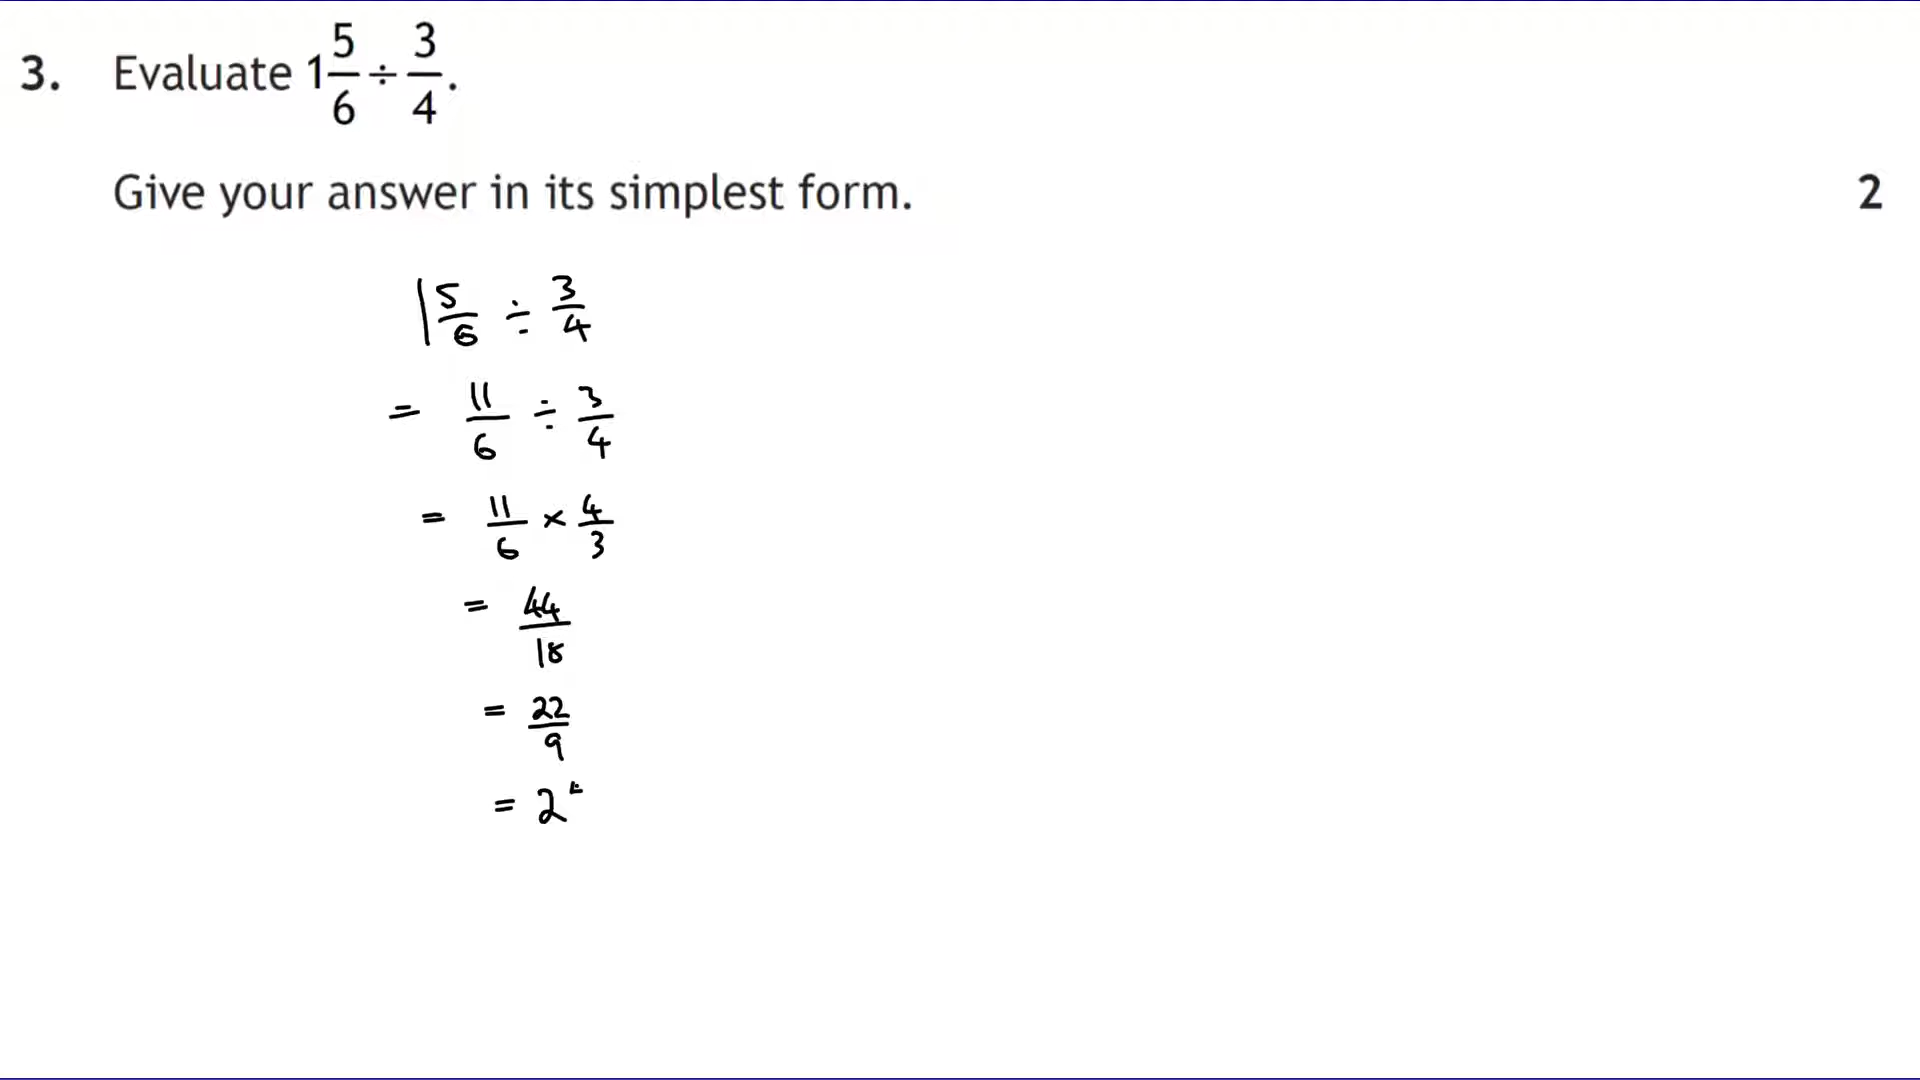 3. Evaluate 1 5/6 ÷ 3/4.
Give your answer in its simplest form. 2
1 5/6 ÷ 3/4
= 11/6 ÷ 3/4
= 11/6 × 4/3
= 44/18
= 22/9
= 2